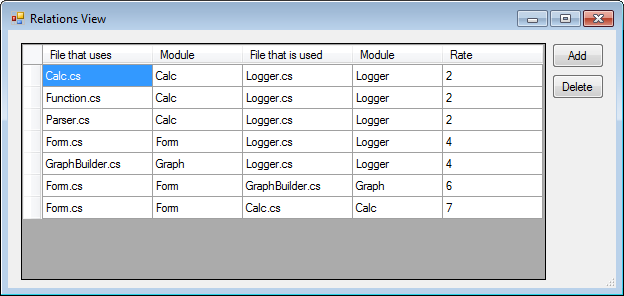 Relations View
File that uses Module File that is used Module Rate
Add
Calc.cs Calc Logger.cs Logger 2
Delete
Function.cs Calc Logger.cs Logger 2
Parser.cs Calc Logger.cs Logger 2
Form.cs Form Logger.cs Logger 4
GraphBuilder.cs Graph Logger.cs Logger 4
Form.cs Form GraphBuilder.cs Graph 6
Form.cs Form Calc.cs Calc 7